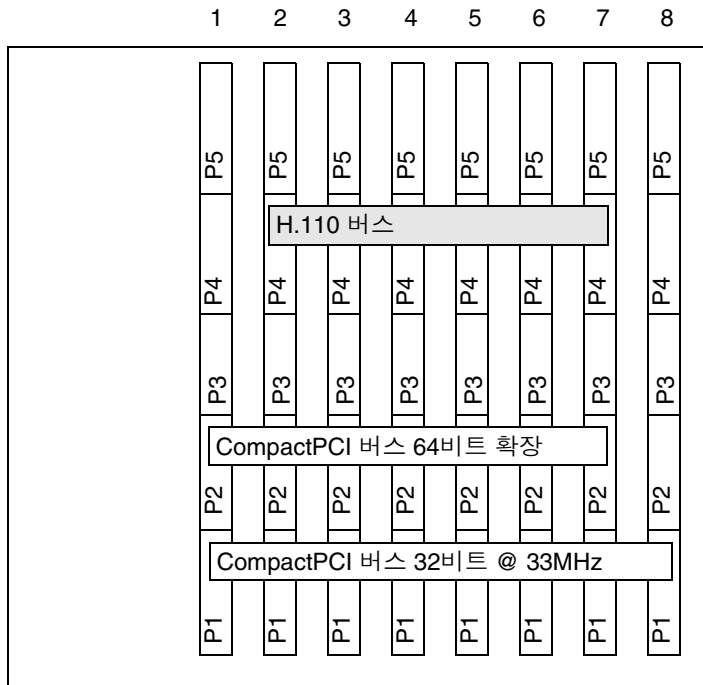 1 2 3 4 5 6 7 8
P5 P5 P5 P5 P5 P5 P5 P5
H.110 버스
P4 P4 P4 P4 P4 P4 P4 P4
P3 P3 P3 P3 P3 P3 P3 P3
CompactPCI 버스 64비트 확장
P2 P2 P2 P2 P2 P2 P2 P2
CompactPCI 버스 32비트 @ 33MHz
P1 P1 P1 P1 P1 P1 P1 P1